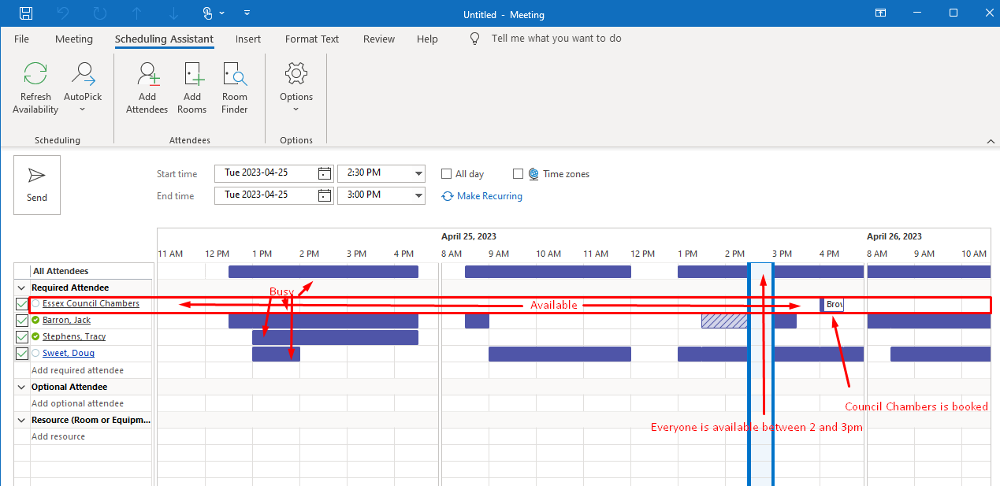 Untitled - Meeting
File Meeting Scheduling Assistant Insert Format Text Review Help Tell me what you want to do
Refresh Availability
AutoPick
Add Attendees
Add Rooms
Room Finder
Options
Scheduling Attendees Options
Send
Start time Tue 2023-04-25 2:30 PM All day Time zones
End time Tue 2023-04-25 3:00 PM Make Recurring
April 25, 2023 April 26, 2023
11 AM 12 PM 1 PM 2 PM 3 PM 4 PM 8 AM 9 AM 10 AM 11 AM 12 PM 1 PM 2 PM 3 PM 4 PM 8 AM 9 AM 10 AM
All Attendees
Required Attendee
Busy
Essex Council Chambers Available Brov
Barron, Jack
Stephens, Tracy
Sweet, Doug
Add required attendee
Optional Attendee
Add optional attendee
Council Chambers is booked
Resource (Room or Equipm...
Everyone is available between 2 and 3pm
Add resource